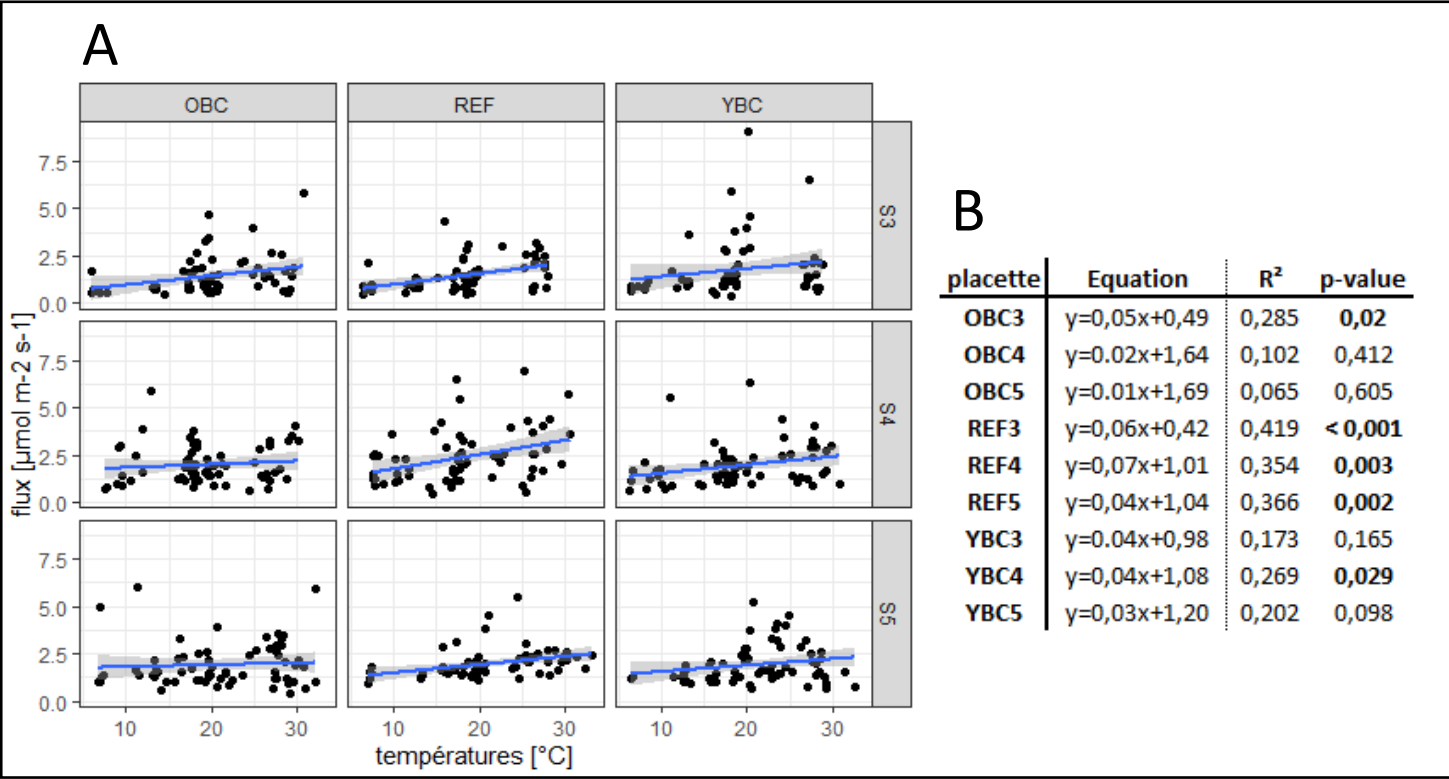 A
OBC REF YBC
7.5
5.0
2.5
0.0
S3
7.5
5.0
2.5
0.0
S4
7.5
5.0
2.5
0.0
S5
flux [µmol m-2 s-1]
10 20 30 10 20 30 10 20 30
températures [°C]
B
placette Equation R² p-value
OBC3 y=0,05x+0,49 0,285 0,02
OBC4 y=0.02x+1,64 0,102 0,412
OBC5 y=0.01x+1,69 0,065 0,605
REF3 y=0,06x+0,42 0,419 < 0,001
REF4 y=0,07x+1,01 0,354 0,003
REF5 y=0,04x+1,04 0,366 0,002
YBC3 y=0.04x+0,98 0,173 0,165
YBC4 y=0,04x+1,08 0,269 0,029
YBC5 y=0,03x+1,20 0,202 0,098